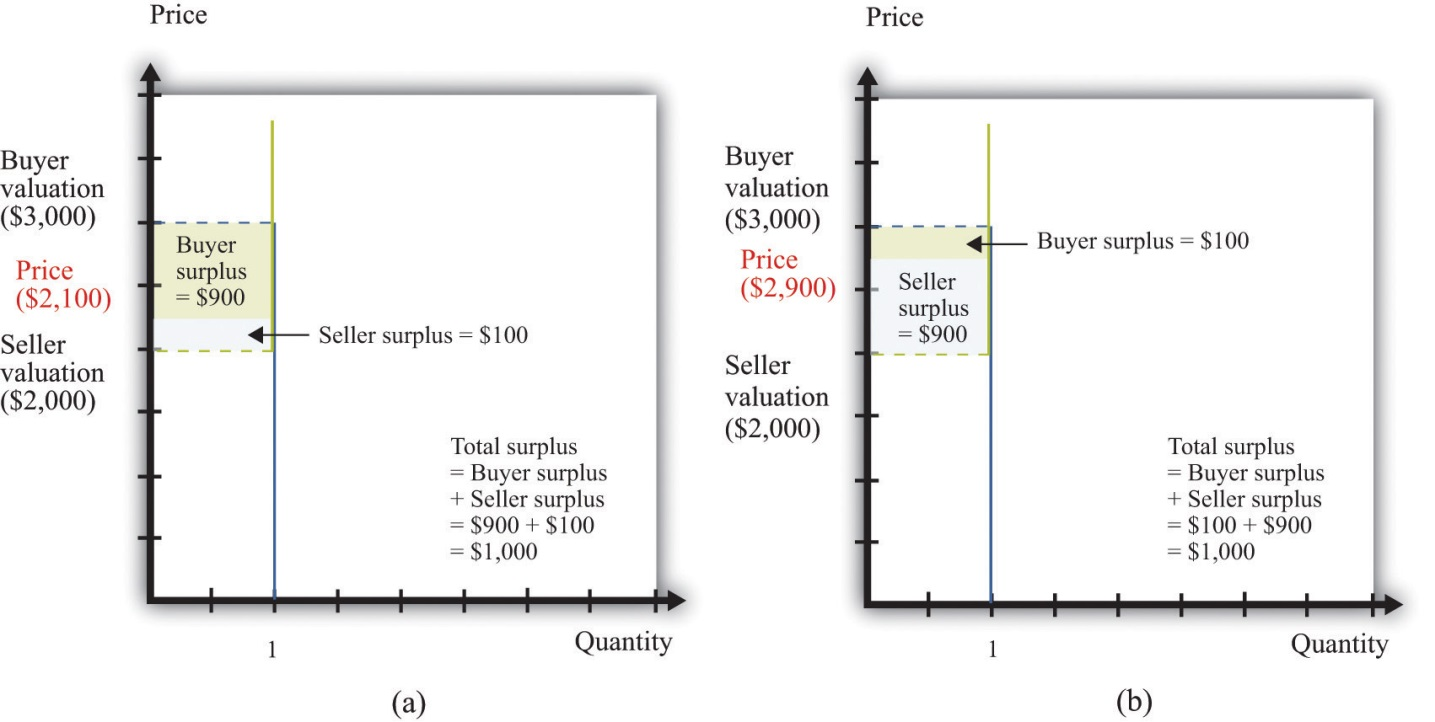 Price
Buyer
valuation
($3,000)
Price
($2,100)
Seller
valuation
($2,000)
Buyer
surplus
= $900
Seller surplus = $100
Total surplus
= Buyer surplus
+ Seller surplus
= $900 + $100
= $1,000
1
Quantity
(a)
Price
Buyer
valuation
($3,000)
Price
($2,900)
Seller
valuation
($2,000)
Buyer surplus = $100
Seller
surplus
= $900
Total surplus
= Buyer surplus
+ Seller surplus
= $100 + $900
= $1,000
1
Quantity
(b)